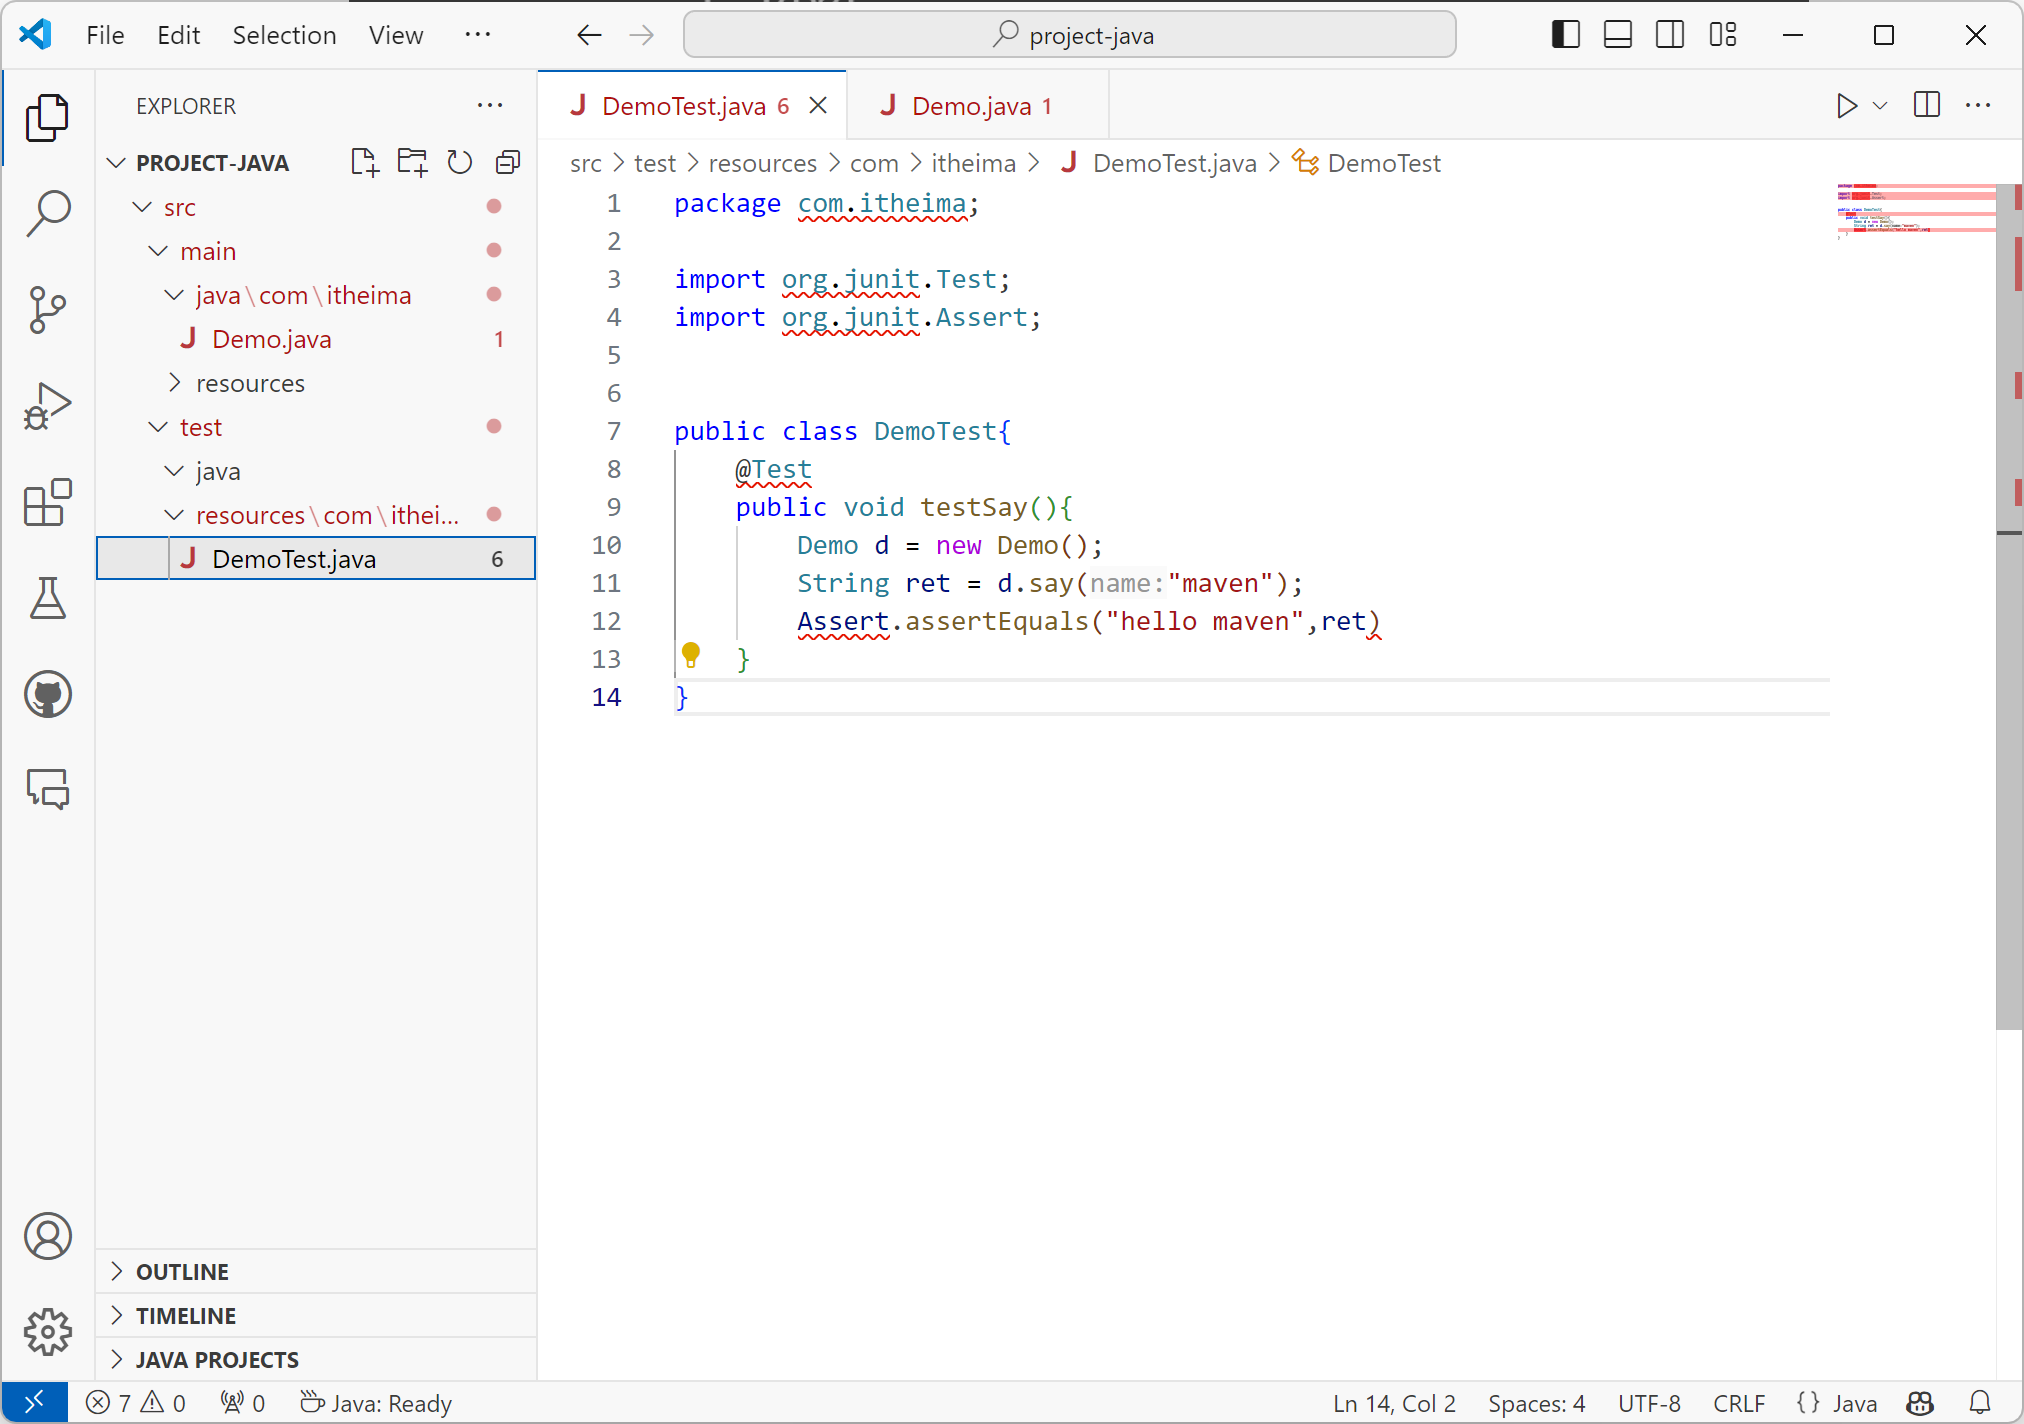 File Edit Selection View ··· project-java
EXPLORER ···
PROJECT-JAVA
src
main
java\com\itheima
Demo.java 1
resources
test
java
resources\com\ithei...
DemoTest.java 6
OUTLINE
TIMELINE
JAVA PROJECTS
DemoTest.java 6 Demo.java 1
src > test > resources > com > itheima > DemoTest.java > DemoTest
1 package com.itheima;
2
3 import org.junit.Test;
4 import org.junit.Assert;
5
6
7 public class DemoTest{
8 @Test
9 public void testSay(){
10 Demo d = new Demo();
11 String ret = d.say(name:"maven");
12 Assert.assertEquals("hello maven",ret)
13 }
14 }
7 0 0 Java: Ready Ln 14, Col 2 Spaces: 4 UTF-8 CRLF {} Java